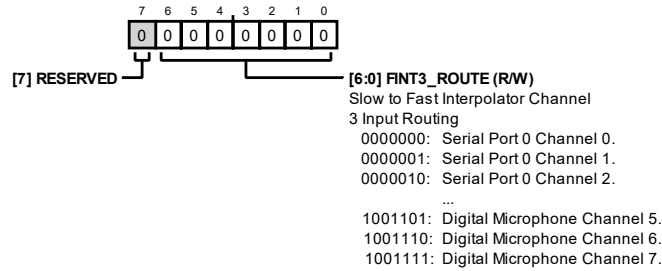 7 6 5 4 3 2 1 0
0 0 0 0 0 0 0 0
[7] RESERVED
[6:0] FINT3_ROUTE (R/W)
Slow to Fast Interpolator Channel
3 Input Routing
0000000: Serial Port 0 Channel 0.
0000001: Serial Port 0 Channel 1.
0000010: Serial Port 0 Channel 2.
...
1001101: Digital Microphone Channel 5.
1001110: Digital Microphone Channel 6.
1001111: Digital Microphone Channel 7.